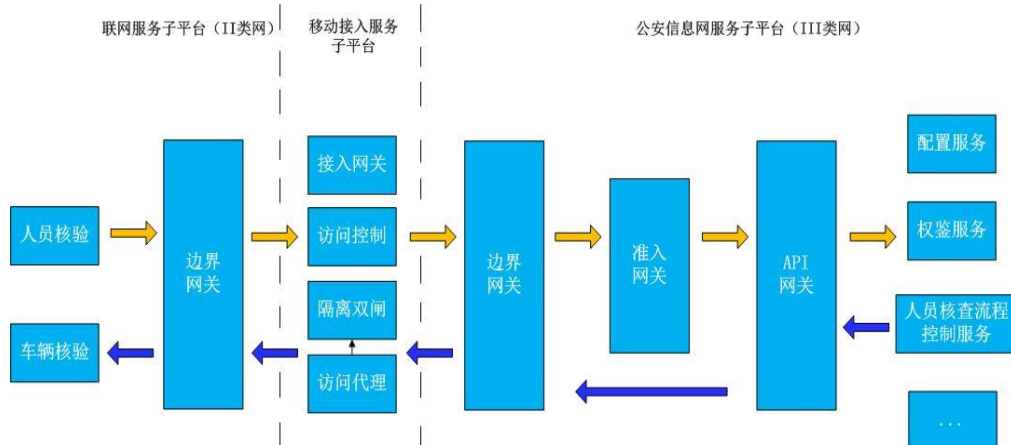 联网服务子平台（II类网）
移动接入服务
子平台
公安信息网服务子平台（III类网）
人员核验
车辆核验
边界
网关
接入网关
访问控制
隔离双闸
访问代理
边界
网关
准入
网关
API
网关
配置服务
权鉴服务
人员核查流程
控制服务
...